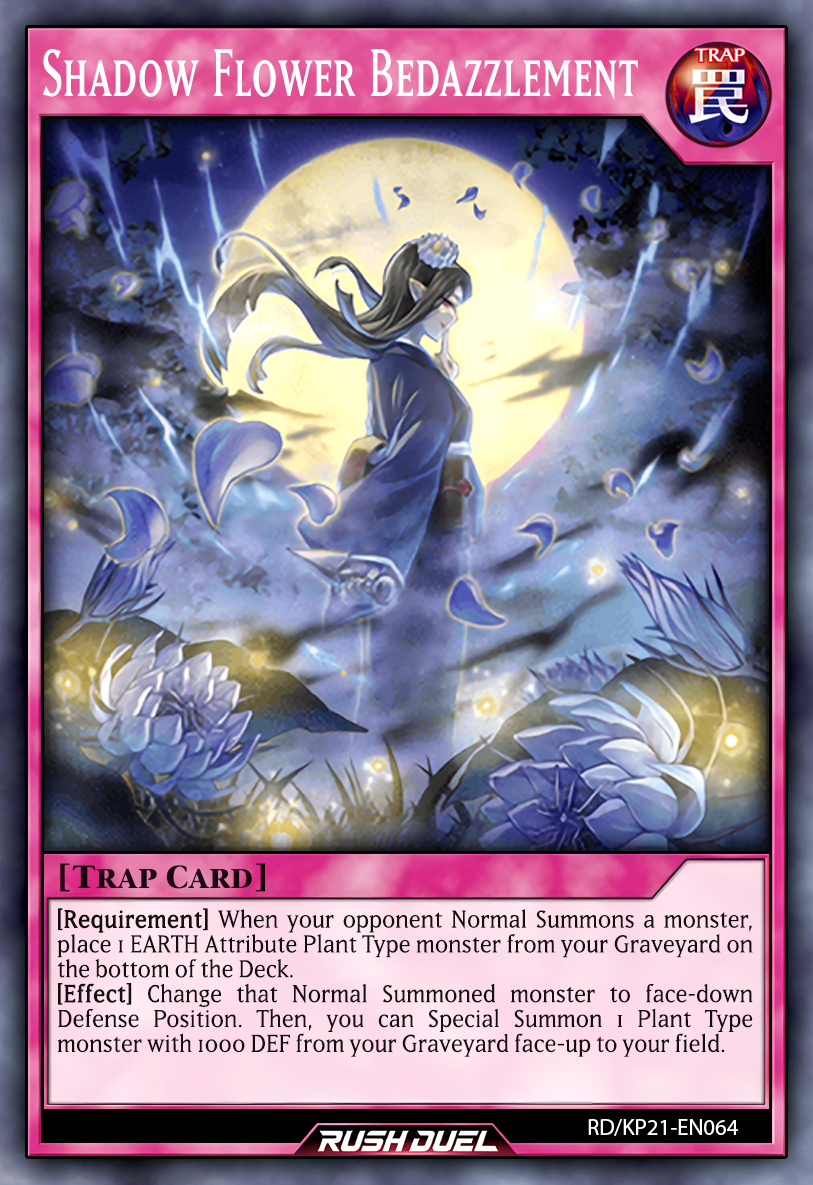 Shadow Flower Bedazzlement
TRAP
罠
[Trap Card]
[Requirement] When your opponent Normal Summons a monster,
place 1 EARTH Attribute Plant Type monster from your Graveyard on
the bottom of the Deck.
[Effect] Change that Normal Summoned monster to face-down
Defense Position. Then, you can Special Summon 1 Plant Type
monster with 1000 DEF from your Graveyard face-up to your field.
RD/KP21-EN064
RUSH DUEL